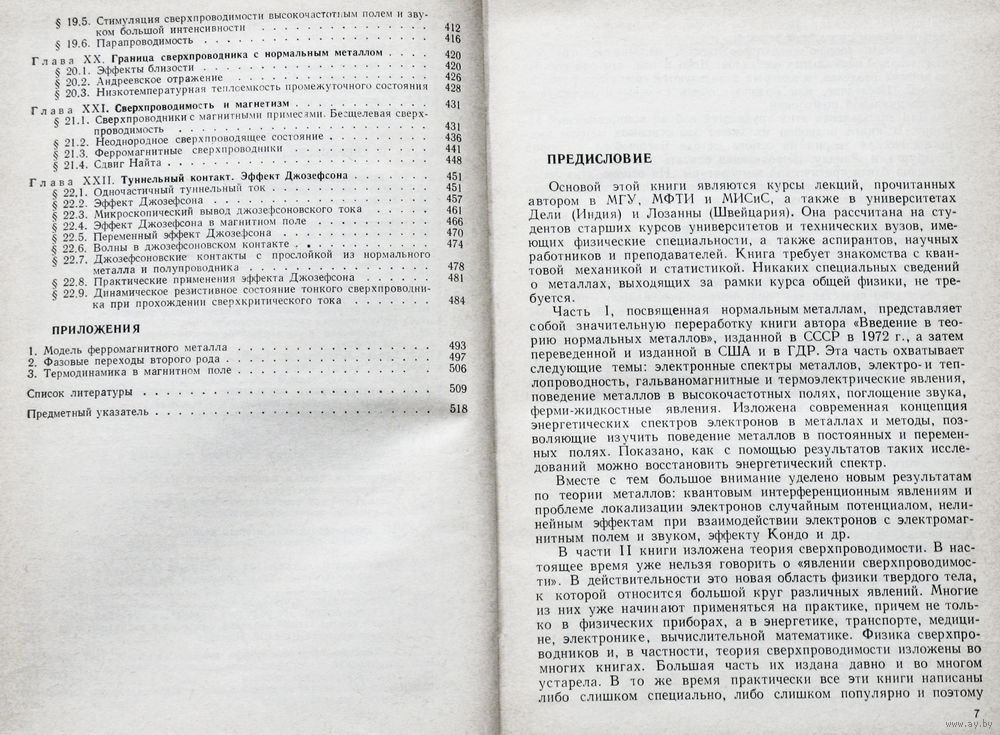 § 19.5. Стимуляция сверхпроводимости высокочастотным полем и зву-
ком большой интенсивности . . . . . . . . . . . . . 412
§ 19.6. Парапроводимость . . . . . . . . . . . . . . . . . 416
Глава XX. Граница сверхпроводника с нормальным металлом . . . . 420
§ 20.1. Эффекты близости . . . . . . . . . . . . . . . . . 420
§ 20.2. Андреевское отражение . . . . . . . . . . . . . . 426
§ 20.3. Низкотемпературная теплоемкость промежуточного состояния 428
Глава XXI. Сверхпроводимость и магнетизм . . . . . . . . . . . 431
§ 21.1. Сверхпроводники с магнитными примесями. Бесщелевая сверх-
проводимость . . . . . . . . . . . . . . . . . . . 431
§ 21.2. Неоднородное сверхпроводящее состояние . . . . . . . . 436
§ 21.3. Ферромагнитные сверхпроводники . . . . . . . . . . . 441
§ 21.4. Сдвиг Найта . . . . . . . . . . . . . . . . . . . . 448
Глава XXII. Туннельный контакт. Эффект Джозефсона . . . . . . . 451
§ 22.1. Одночастичный туннельный ток . . . . . . . . . . . . 451
§ 22.2. Эффект Джозефсона . . . . . . . . . . . . . . . . . 457
§ 22.3. Микроскопический вывод джозефсоновского тока . . . . . 461
§ 22.4. Эффект Джозефсона в магнитном поле . . . . . . . . . 466
§ 22.5. Переменный эффект Джозефсона . . . . . . . . . . . . 470
§ 22.6. Волны в джозефсоновском контакте . . . . . . . . . . 474
§ 22.7. Джозефсоновские контакты с прослойкой из нормального
металла и полупроводника . . . . . . . . . . . . . . 478
§ 22.8. Практические применения эффекта Джозефсона . . . . . . 481
§ 22.9. Динамическое резистивное состояние тонкого сверхпроводни-
ка при прохождении сверхкритического тока . . . . . . . 484
ПРИЛОЖЕНИЯ
1. Модель ферромагнитного металла . . . . . . . . . . . . . 493
2. Фазовые переходы второго рода . . . . . . . . . . . . . . 497
3. Термодинамика в магнитном поле . . . . . . . . . . . . . 506
Список литературы . . . . . . . . . . . . . . . . . . . . . 509
Предметный указатель . . . . . . . . . . . . . . . . . . . . 518
ПРЕДИСЛОВИЕ
Основой этой книги являются курсы лекций, прочитанных
автором в МГУ, МФТИ и МИСиС, а также в университетах
Дели (Индия) и Лозанны (Швейцария). Она рассчитана на сту-
дентов старших курсов университетов и технических вузов, име-
ющих физические специальности, а также аспирантов, научных
работников и преподавателей. Книга требует знакомства с кван-
товой механикой и статистикой. Никаких специальных сведений
о металлах, выходящих за рамки курса общей физики, не тре-
буется.
Часть I, посвященная нормальным металлам, представляет
собой значительную переработку книги автора «Введение в тео-
рию нормальных металлов», изданной в СССР в 1972 г., а затем
переведенной и изданной в США и в ГДР. Эта часть охватывает
следующие темы: электронные спектры металлов, электро- и теп-
лопроводность, гальваномагнитные и термоэлектрические явления,
поведение металлов в высокочастотных полях, поглощение звука,
ферми-жидкостные явления. Изложена современная концепция
энергетических спектров электронов в металлах и методы, поз-
воляющие изучить поведение металлов в постоянных и перемен-
ных полях. Показано, как с помощью результатов таких иссле-
дований можно восстановить энергетический спектр.
Вместе с тем большое внимание уделено новым результатам
по теории металлов: квантовым интерференционным явлениям и
проблеме локализации электронов случайным потенциалом, нели-
нейным эффектам при взаимодействии электронов с электромаг-
нитным полем и звуком, эффекту Кондо и др.
В части II книги изложена теория сверхпроводимости. В нас-
тоящее время уже нельзя говорить о «явлении сверхпроводимос-
ти». В действительности это новая область физики твердого тела,
к которой относится большой круг различных явлений. Многие
из них уже начинают применяться на практике, причем не толь-
ко в физических приборах, а в энергетике, транспорте, медици-
не, электронике, вычислительной математике. Физика сверхпро-
водников и, в частности, теория сверхпроводимости изложены во
многих книгах. Большая часть их издана давно и во многом
устарела. В то же время практически все эти книги написаны
либо слишком специально, либо слишком популярно и поэтому
7
www.ay.by